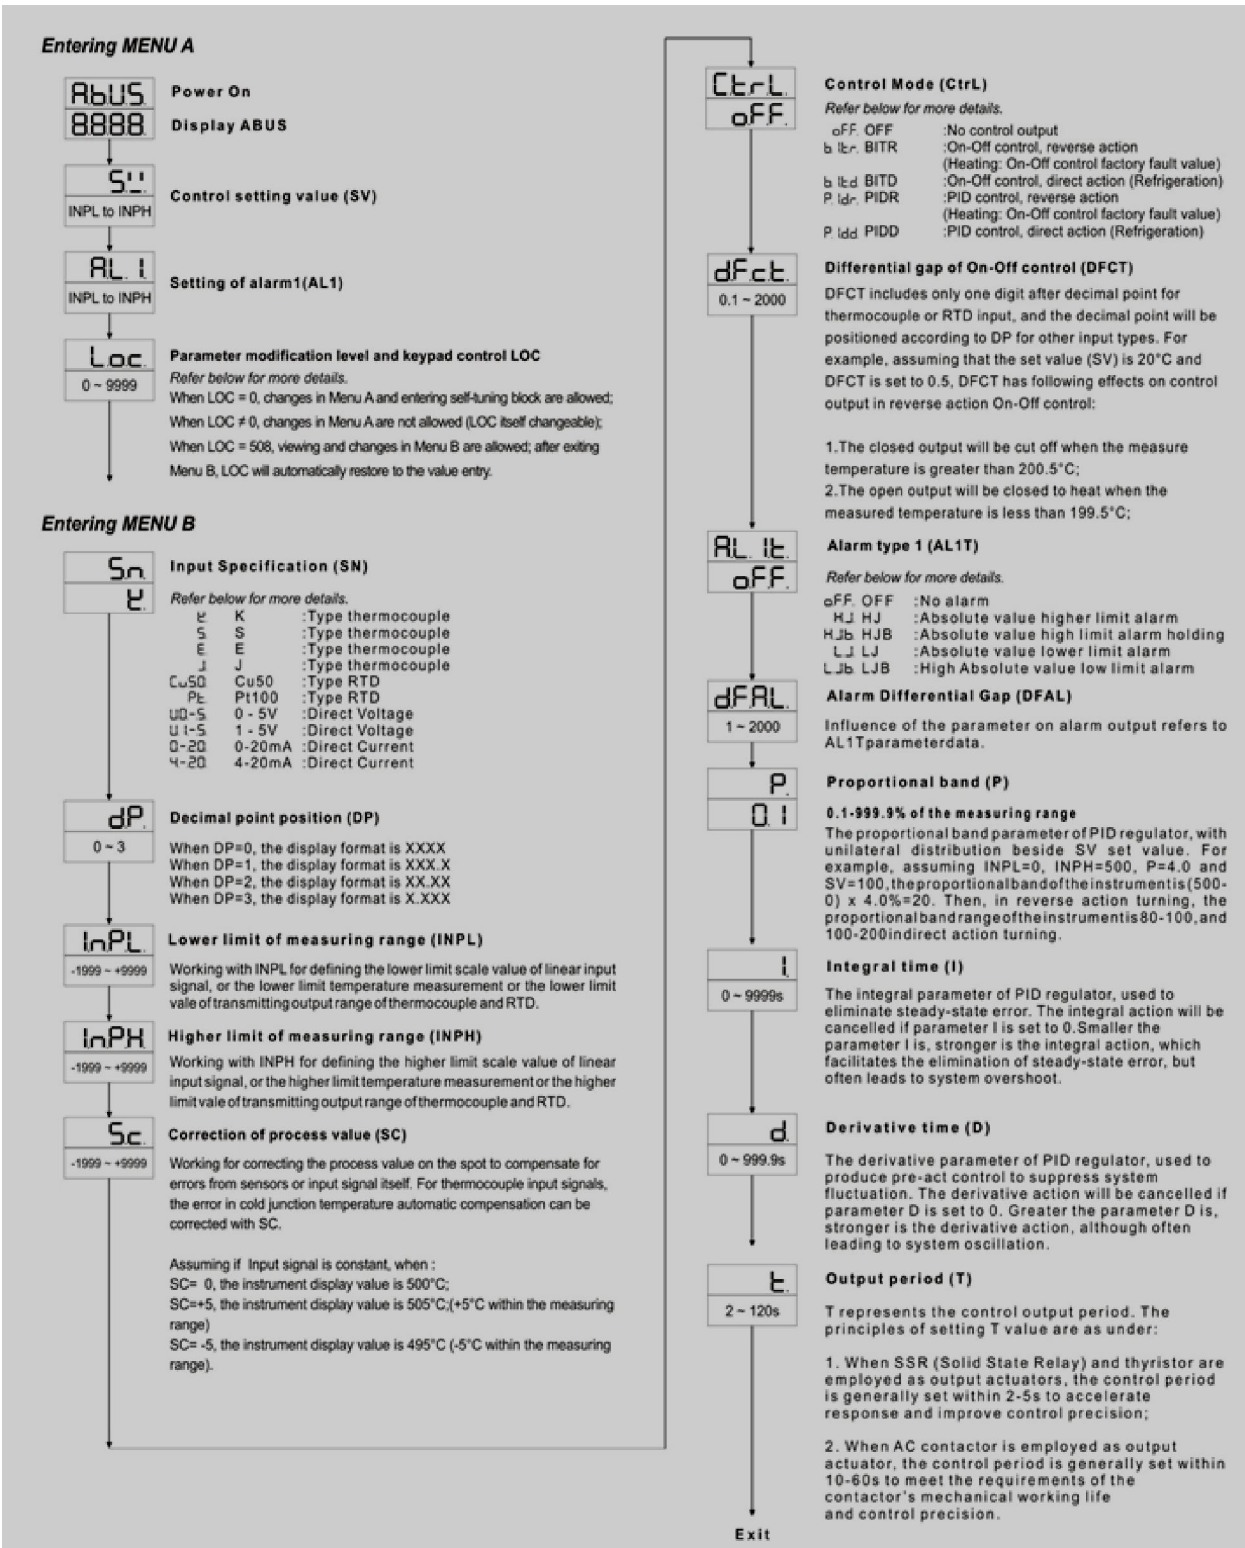 Entering MENU A
AbUS. Power On
8.8.8.8. Display ABUS
S.V. Control setting value (SV)
INPL to INPH
AL. 1. Setting of alarm1(AL1)
INPL to INPH
Loc. Parameter modification level and keypad control LOC
0 ~ 9999 Refer below for more details.
When LOC = 0, changes in Menu A and entering self-tuning block are allowed;
When LOC ≠ 0, changes in Menu A are not allowed (LOC itself changeable);
When LOC = 508, viewing and changes in Menu B are allowed; after exiting
Menu B, LOC will automatically restore to the value entry.
Entering MENU B
Sn. Input Specification (SN)
K.
Refer below for more details.
K K :Type thermocouple
S S :Type thermocouple
E E :Type thermocouple
J J :Type thermocouple
Cu50 Cu50 :Type RTD
Pt Pt100 :Type RTD
U0-5 0 - 5V :Direct Voltage
U1-5 1 - 5V :Direct Voltage
0-20 0-20mA :Direct Current
4-20 4-20mA :Direct Current
dP. Decimal point position (DP)
0 ~ 3 When DP=0, the display format is XXXX
When DP=1, the display format is XXX.X
When DP=2, the display format is XX.XX
When DP=3, the display format is X.XXX
InPL. Lower limit of measuring range (INPL)
-1999 ~ +9999 Working with INPL for defining the lower limit scale value of linear input
signal, or the lower limit temperature measurement or the lower limit
vale of transmitting output range of thermocouple and RTD.
InPH. Higher limit of measuring range (INPH)
-1999 ~ +9999 Working with INPH for defining the higher limit scale value of linear
input signal, or the higher limit temperature measurement or the higher
limit vale of transmitting output range of thermocouple and RTD.
Sc. Correction of process value (SC)
-1999 ~ +9999 Working for correcting the process value on the spot to compensate for
errors from sensors or input signal itself. For thermocouple input signals,
the error in cold junction temperature automatic compensation can be
corrected with SC.
Assuming if Input signal is constant, when :
SC= 0, the instrument display value is 500°C;
SC=+5, the instrument display value is 505°C;(+5°C within the measuring
range)
SC= -5, the instrument display value is 495°C (-5°C within the measuring
range).
CtrL. Control Mode (CtrL)
oFF. Refer below for more details.
oFF. OFF :No control output
bitr. BITR :On-Off control, reverse action
(Heating: On-Off control factory fault value)
bitd BITD :On-Off control, direct action (Refrigeration)
Pidr. PIDR :PID control, reverse action
(Heating: On-Off control factory fault value)
Pidd PIDD :PID control, direct action (Refrigeration)
dFct. Differential gap of On-Off control (DFCT)
0.1 ~ 2000 DFCT includes only one digit after decimal point for
thermocouple or RTD input, and the decimal point will be
positioned according to DP for other input types. For
example, assuming that the set value (SV) is 20°C and
DFCT is set to 0.5, DFCT has following effects on control
output in reverse action On-Off control:
1.The closed output will be cut off when the measure
temperature is greater than 200.5°C;
2.The open output will be closed to heat when the
measured temperature is less than 199.5°C;
AL.1t. Alarm type 1 (AL1T)
oFF. Refer below for more details.
oFF. OFF :No alarm
HJ HJ :Absolute value higher limit alarm
HJb HJB :Absolute value high limit alarm holding
LJ LJ :Absolute value lower limit alarm
LJb LJB :High Absolute value low limit alarm
dFAL. Alarm Differential Gap (DFAL)
1 ~ 2000 Influence of the parameter on alarm output refers to
AL1Tparameterdata.
P. Proportional band (P)
0.1 0.1-999.9% of the measuring range
The proportional band parameter of PID regulator, with
unilateral distribution beside SV set value. For
example, assuming INPL=0, INPH=500, P=4.0 and
SV=100, the proportional band of the instrument is (500-
0) x 4.0%=20. Then, in reverse action turning, the
proportional band range of the instrument is 80-100, and
100-200 in direct action turning.
I. Integral time (I)
0 ~ 9999s The integral parameter of PID regulator, used to
eliminate steady-state error. The integral action will be
cancelled if parameter I is set to 0.Smaller the
parameter I is, stronger is the integral action, which
facilitates the elimination of steady-state error, but
often leads to system overshoot.
d. Derivative time (D)
0 ~ 999.9s The derivative parameter of PID regulator, used to
produce pre-act control to suppress system
fluctuation. The derivative action will be cancelled if
parameter D is set to 0. Greater the parameter D is,
stronger is the derivative action, although often
leading to system oscillation.
t. Output period (T)
2 ~ 120s T represents the control output period. The
principles of setting T value are as under:
1. When SSR (Solid State Relay) and thyristor are
employed as output actuators, the control period
is generally set within 2-5s to accelerate
response and improve control precision;
2. When AC contactor is employed as output
actuator, the control period is generally set within
10-60s to meet the requirements of the
contactor's mechanical working life
and control precision.
Exit